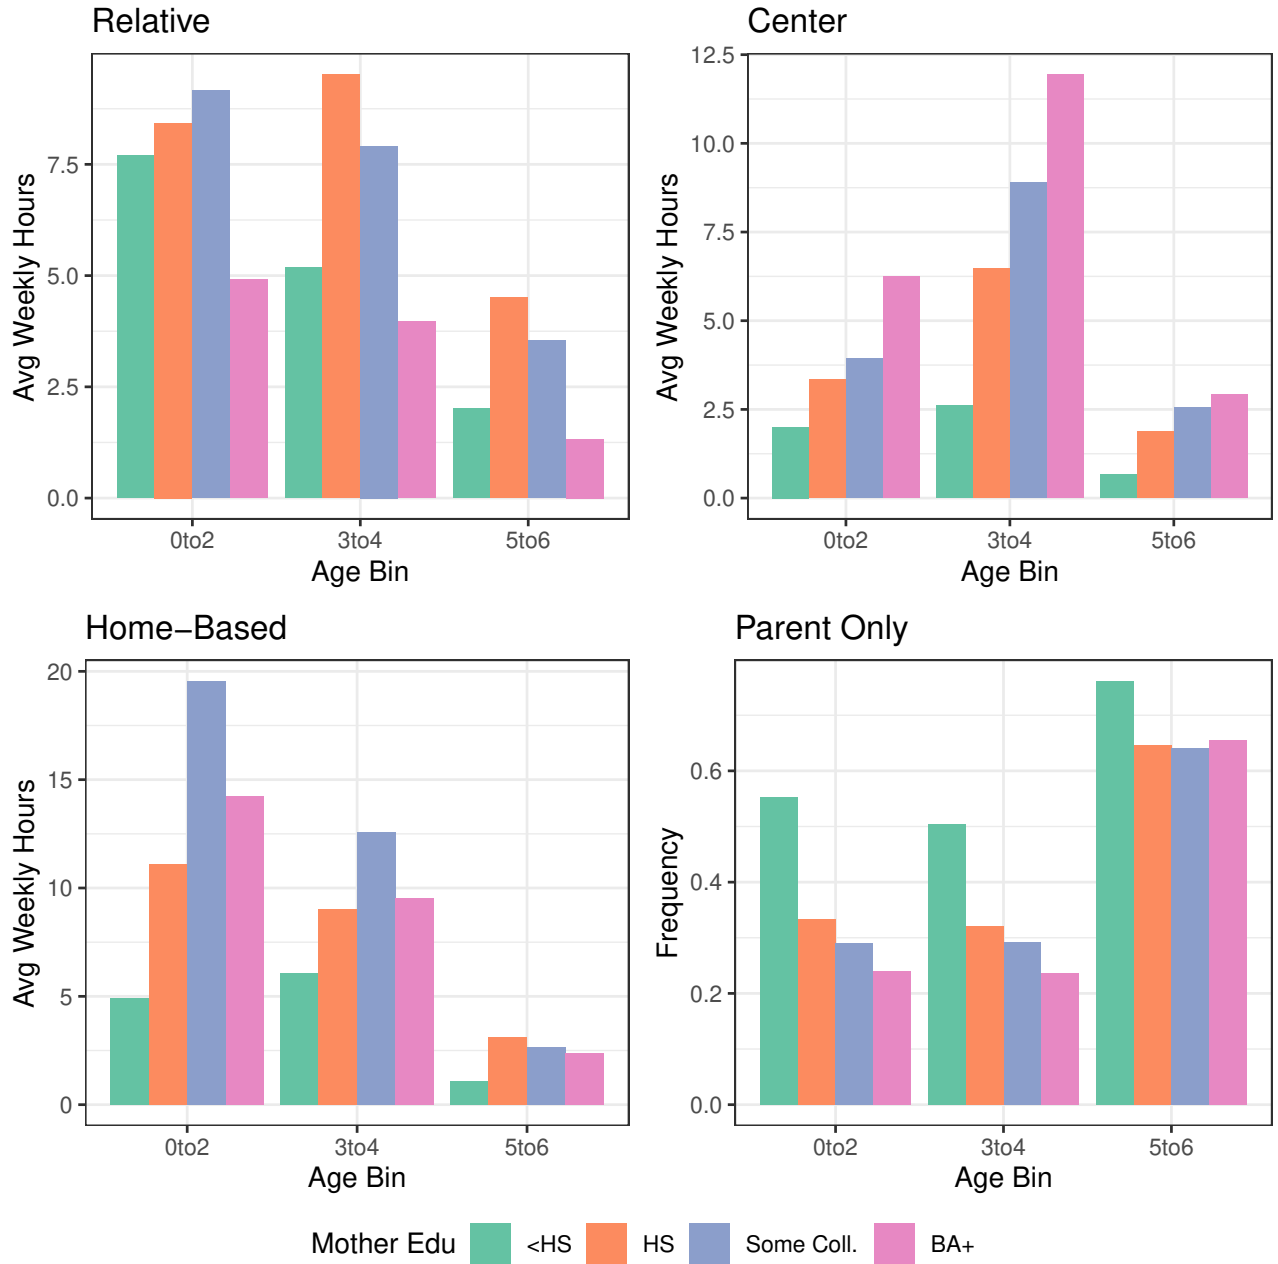 Relative
Avg Weekly Hours
7.5
5.0
2.5
0.0
0to2 3to4 5to6
Age Bin
Center
Avg Weekly Hours
12.5
10.0
7.5
5.0
2.5
0.0
0to2 3to4 5to6
Age Bin
Home−Based
Avg Weekly Hours
20
15
10
5
0
0to2 3to4 5to6
Age Bin
Parent Only
Frequency
0.6
0.4
0.2
0.0
0to2 3to4 5to6
Age Bin
Mother Edu <HS HS Some Coll. BA+